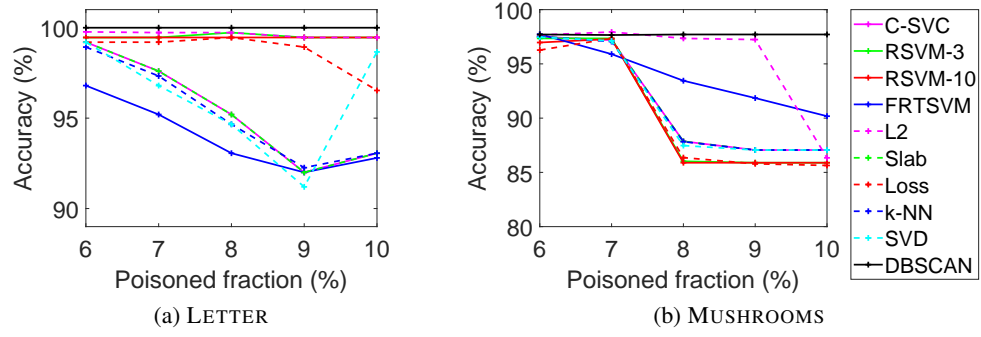 100
95
90
6 7 8 9 10
Accuracy (%)
Poisoned fraction (%)
(a) LETTER
100
95
90
85
80
6 7 8 9 10
Accuracy (%)
Poisoned fraction (%)
(b) MUSHROOMS
C-SVC
RSVM-3
RSVM-10
FRTSVM
L2
Slab
Loss
k-NN
SVD
DBSCAN